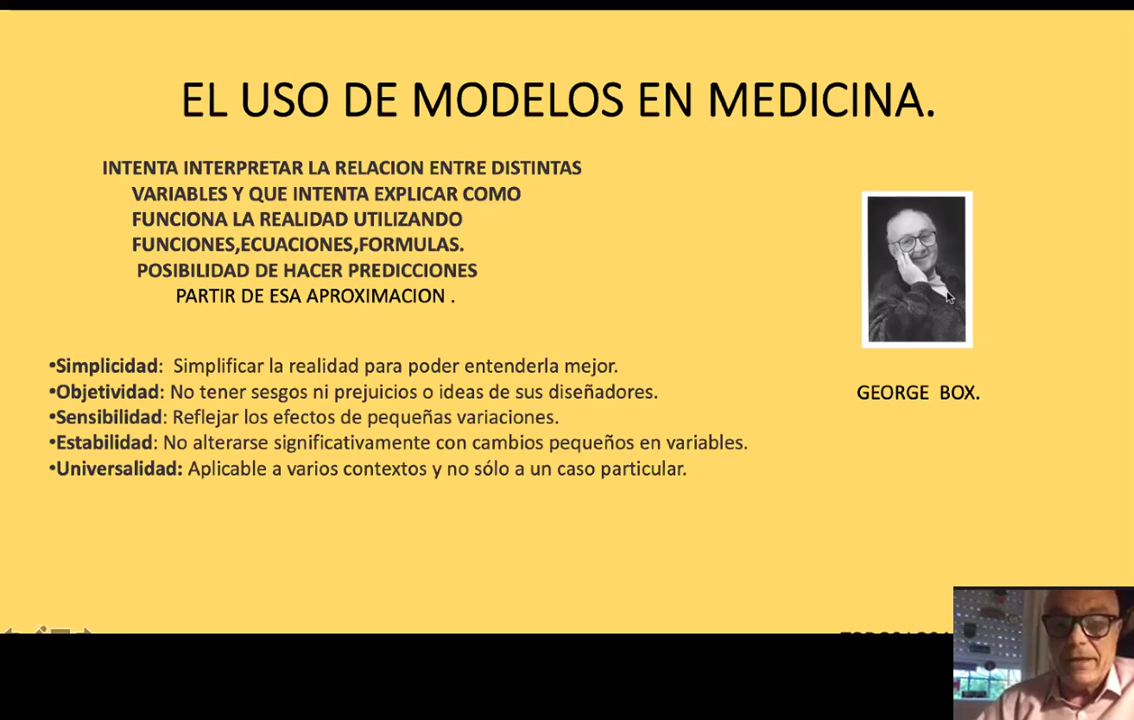 EL USO DE MODELOS EN MEDICINA.
INTENTA INTERPRETAR LA RELACION ENTRE DISTINTAS
VARIABLES Y QUE INTENTA EXPLICAR COMO
FUNCIONA LA REALIDAD UTILIZANDO
FUNCIONES,ECUACIONES,FORMULAS.
POSIBILIDAD DE HACER PREDICCIONES
PARTIR DE ESA APROXIMACION .
•Simplicidad:  Simplificar la realidad para poder entenderla mejor.
•Objetividad: No tener sesgos ni prejuicios o ideas de sus diseñadores.
•Sensibilidad: Reflejar los efectos de pequeñas variaciones.
•Estabilidad: No alterarse significativamente con cambios pequeños en variables.
•Universalidad: Aplicable a varios contextos y no sólo a un caso particular.
GEORGE  BOX.